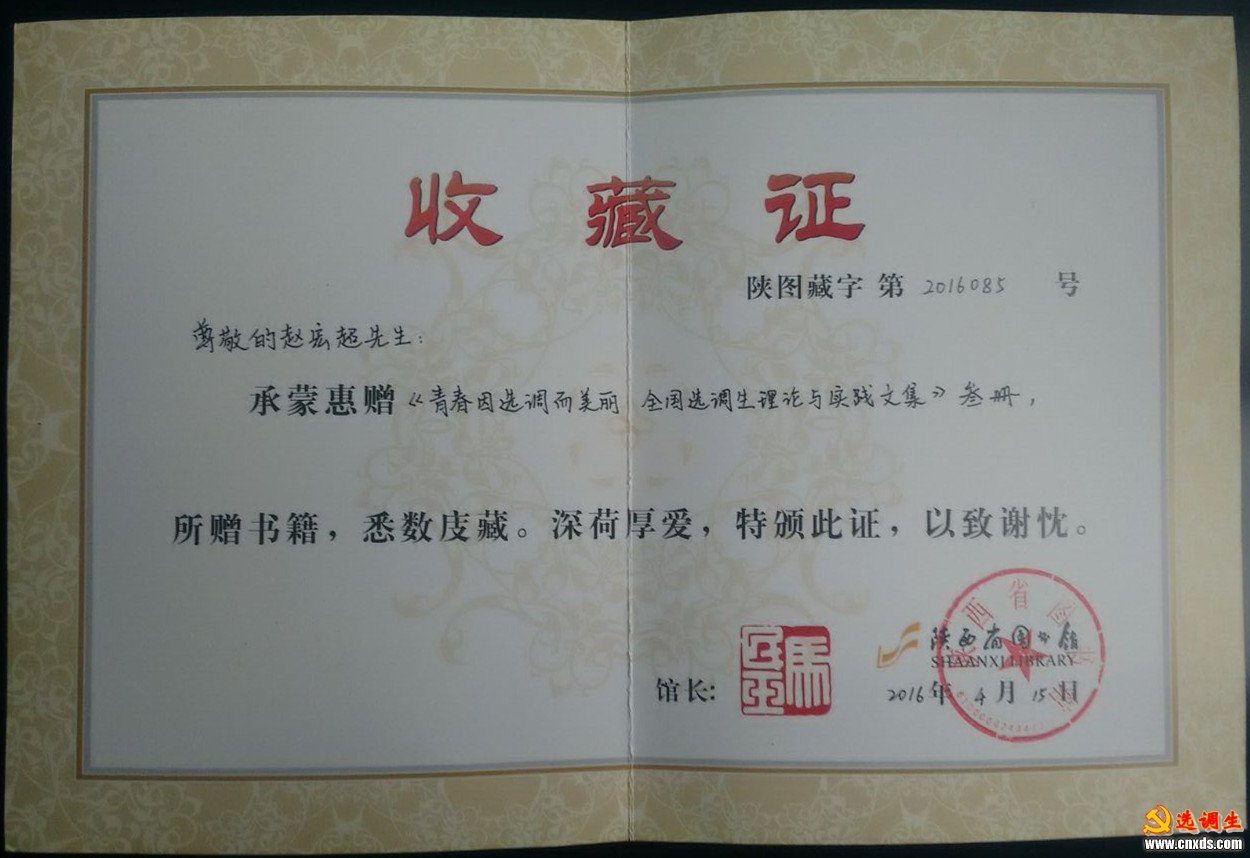 收藏证
陕图藏字 第 2016085 号
尊敬的赵宏超先生：
承蒙惠赠《青春因选调而美丽 全国选调生理论与实践文集》叁册，
所赠书籍，悉数庋藏。深荷厚爱，特颁此证，以致谢忱。
陕西省图书馆
SHAANXI LIBRARY
馆长：
2016年 4月 15日
选调生
www.cnxds.com